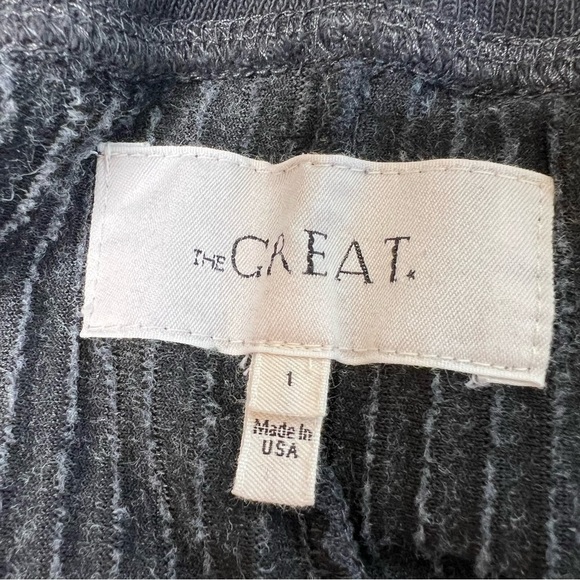 THE GREAT.
1
Made In
USA